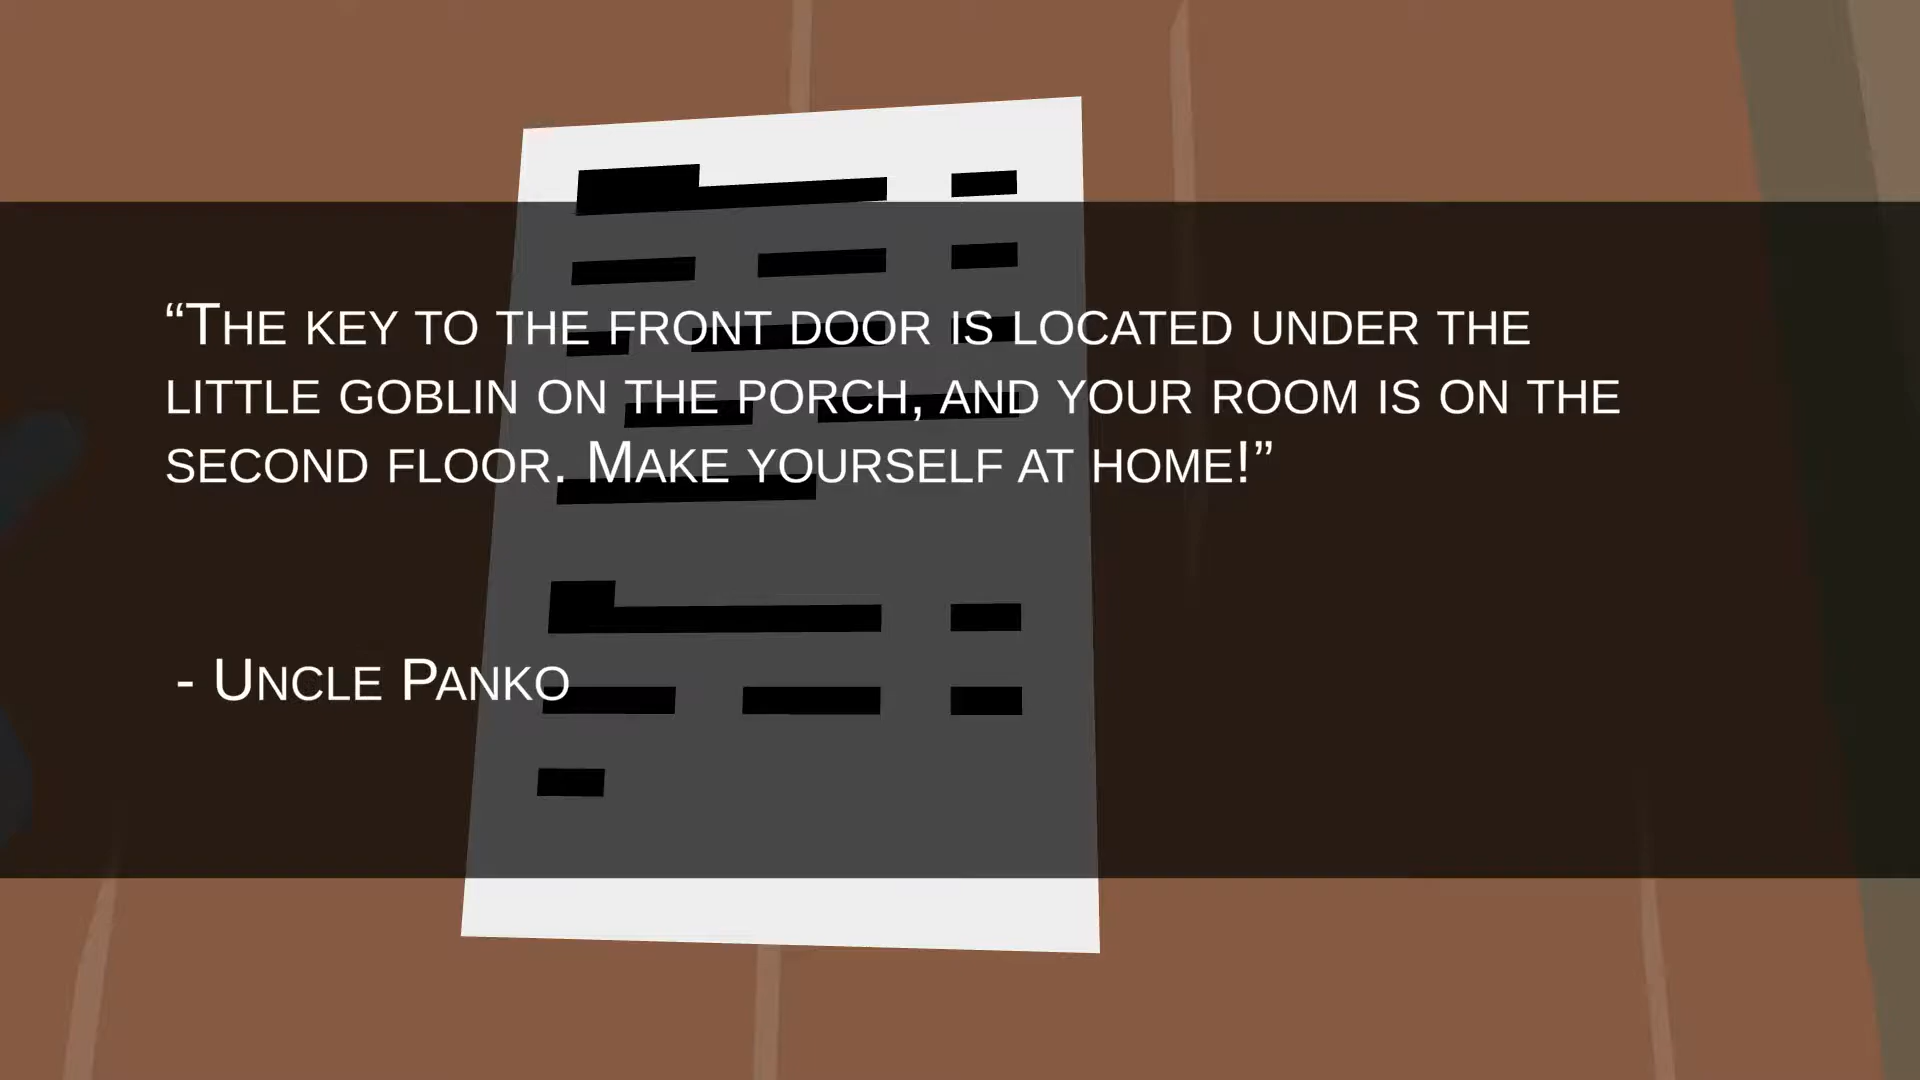 “The key to the front door is located under the
little goblin on the porch, and your room is on the
second floor. Make yourself at home!”
- Uncle Panko